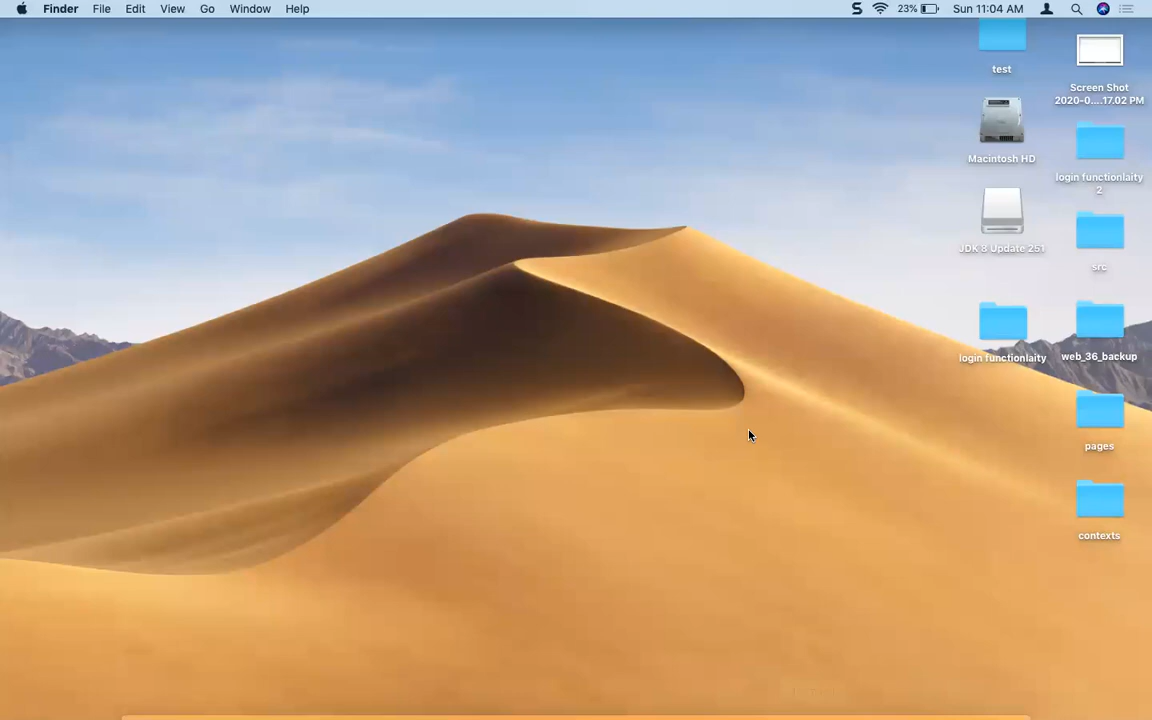 Finder File Edit View Go Window Help 23% Sun 11:04 AM
test
Screen Shot
2020-0....17.02 PM
Macintosh HD
login functionlaity
2
JDK 8 Update 251
src
login functionlaity
web_36_backup
pages
contexts